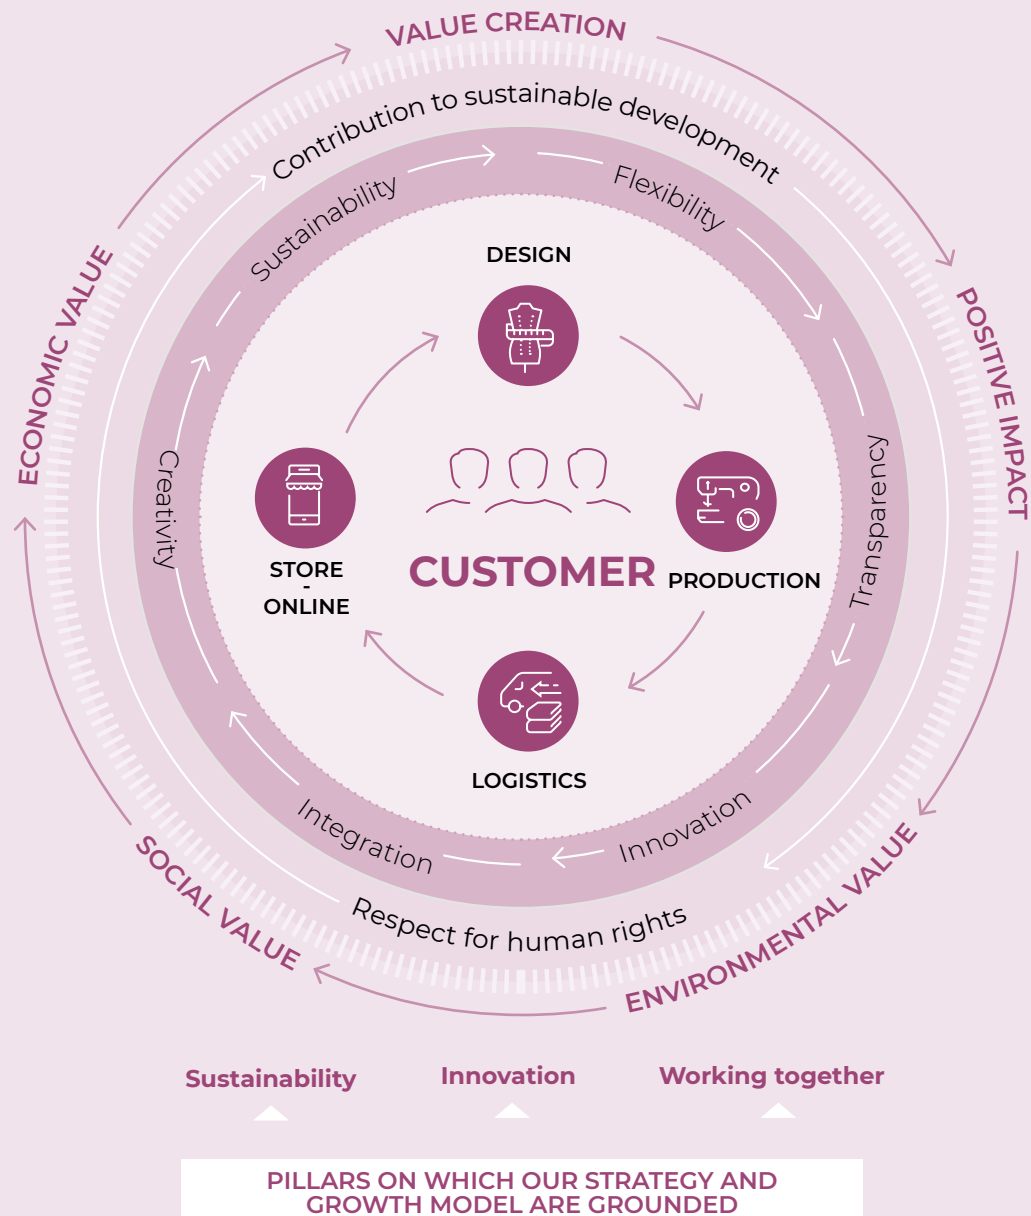 VALUE CREATION
POSITIVE IMPACT
ENVIRONMENTAL VALUE
SOCIAL VALUE
ECONOMIC VALUE
Contribution to sustainable development
Respect for human rights
Sustainability
Flexibility
Transparency
Innovation
Integration
Creativity
DESIGN
PRODUCTION
LOGISTICS
STORE
-
ONLINE
CUSTOMER
Sustainability
Innovation
Working together
PILLARS ON WHICH OUR STRATEGY AND
GROWTH MODEL ARE GROUNDED